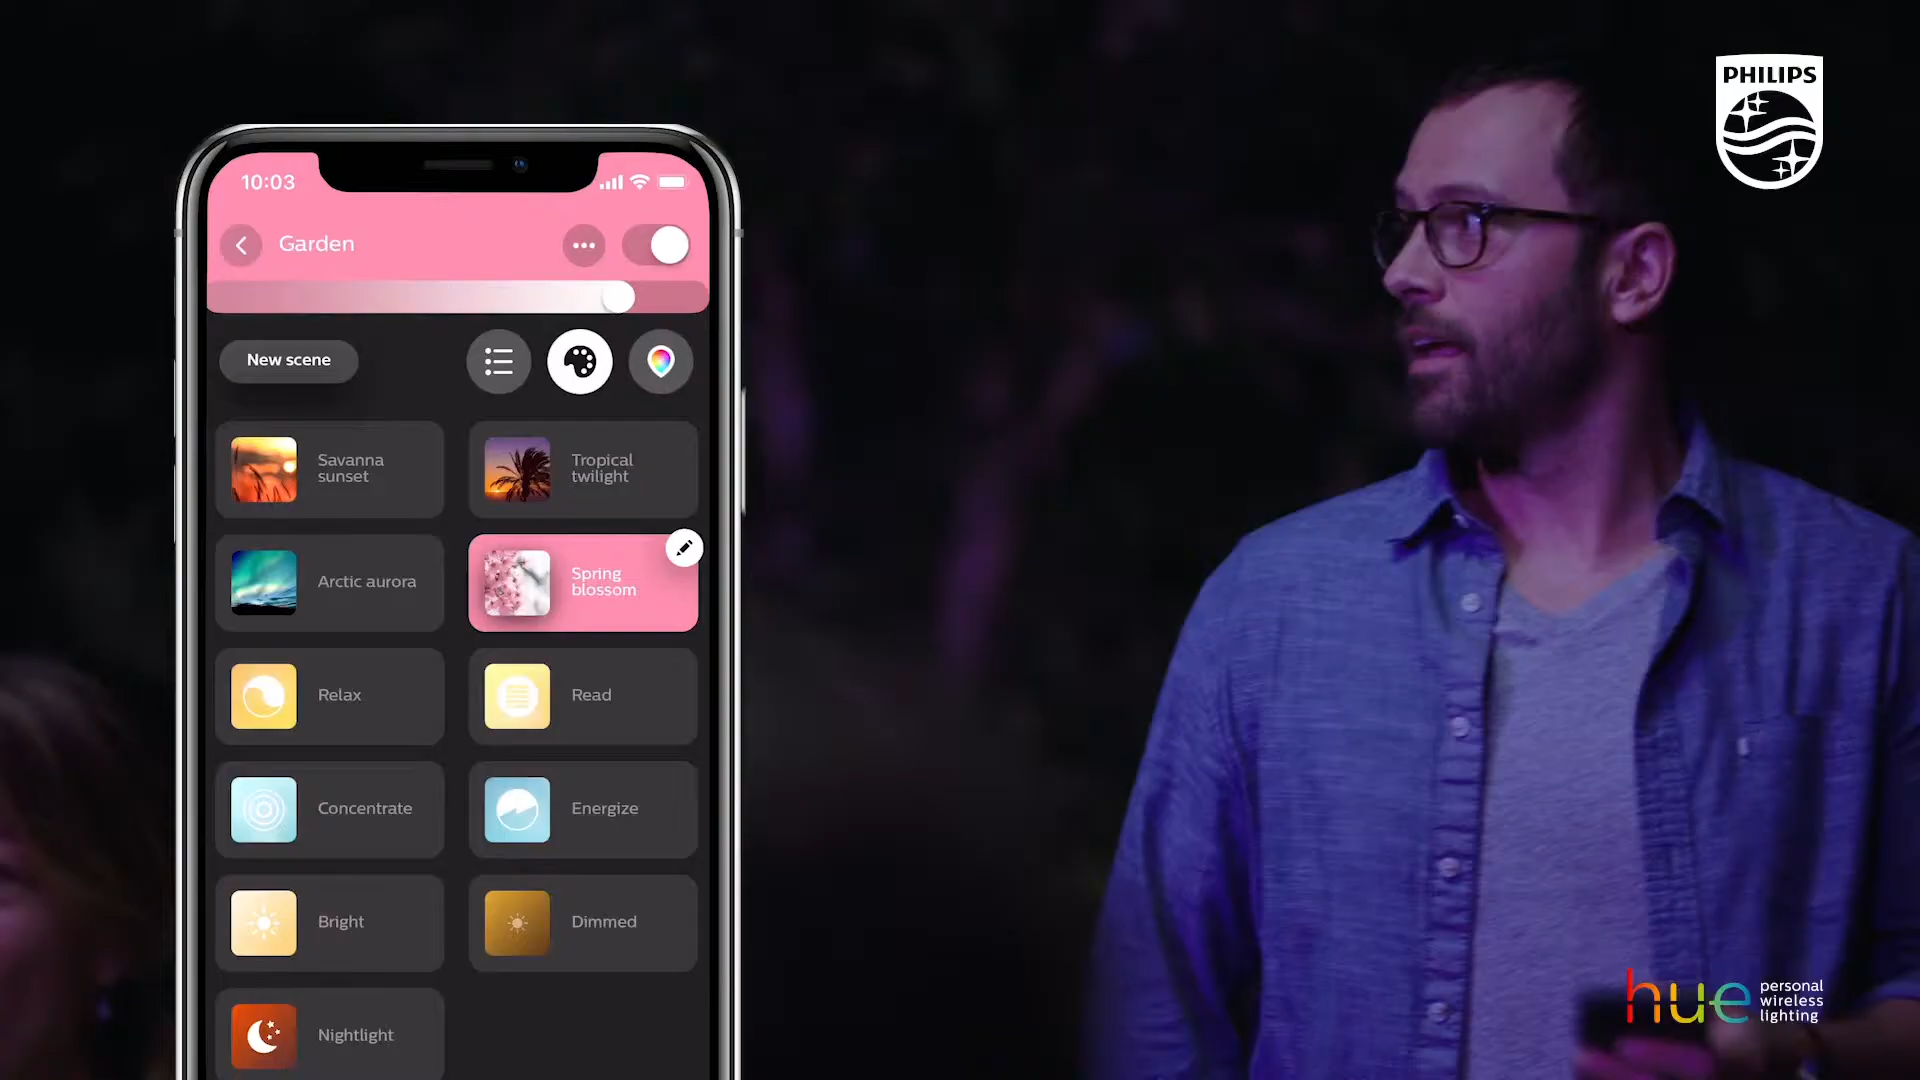 PHILIPS
10:03
Garden
New scene
Savanna
sunset
Tropical
twilight
Arctic aurora
Spring
blossom
Relax
Read
Concentrate
Energize
Bright
Dimmed
Nightlight
hue personal
wireless
lighting